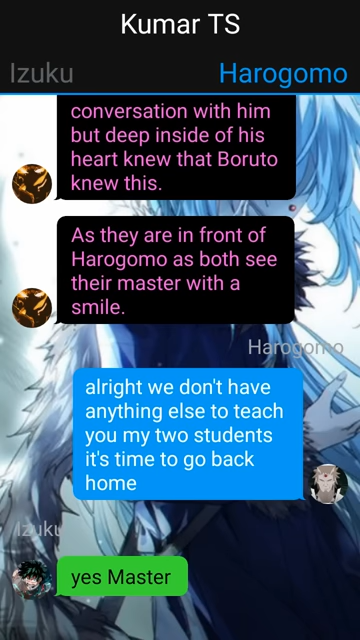 Kumar TS
Izuku Harogomo
conversation with him
but deep inside of his
heart knew that Boruto
knew this.
As they are in front of
Harogomo as both see
their master with a
smile.
Harogomo
alright we don't have
anything else to teach
you my two students
it's time to go back
home
Izuku
yes Master